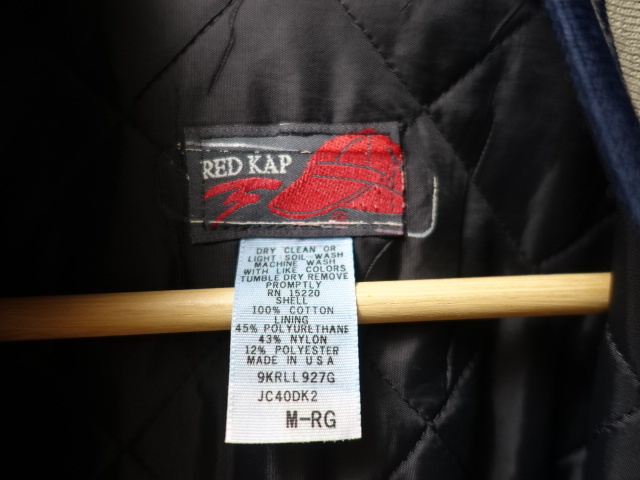 RED KAP
DRY CLEAN OR
LIGHT SOIL WASH
MACHINE WASH
WITH LIKE COLORS
TUMBLE DRY REMOVE
PROMPTLY
RN 15220
SHELL
100% COTTON
LINING
45% POLYURETHANE
43% NYLON
12% POLYESTER
MADE IN U S A
9KRLL927G
JC40DK2
M-RG